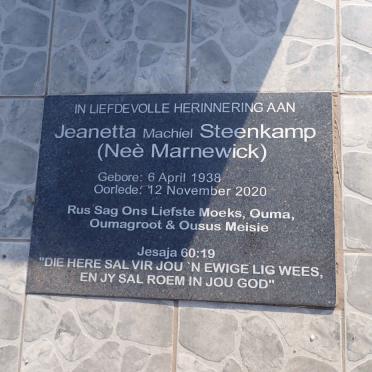 IN LIEFDEVOLLE HERINNERING AAN
Jeanetta Machiel Steenkamp
(Neè Marnewick)
Gebore: 6 April 1938
Oorlede: 12 November 2020
Rus Sag Ons Liefste Moeks, Ouma,
Oumagroot & Ousus Meisie
Jesaja 60:19
"DIE HERE SAL VIR JOU `N EWIGE LIG WEES,
EN JY SAL ROEM IN JOU GOD"